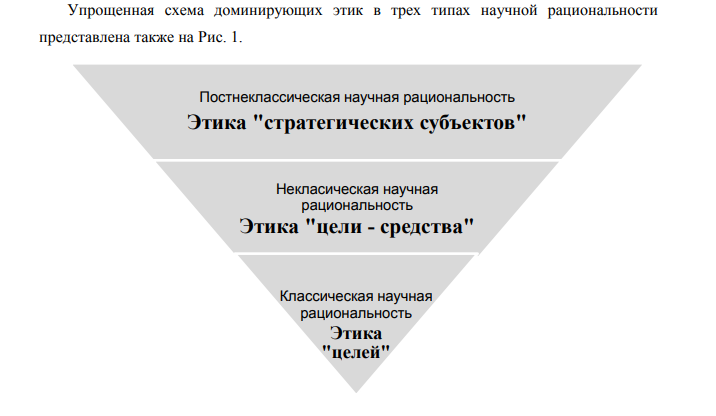 Упрощенная схема доминирующих этик в трех типах научной рациональности
представлена также на Рис. 1.
Постнеклассическая научная рациональность
Этика "стратегических субъектов"
Некласическая научная
рациональность
Этика "цели - средства"
Классическая научная
рациональность
Этика
"целей"